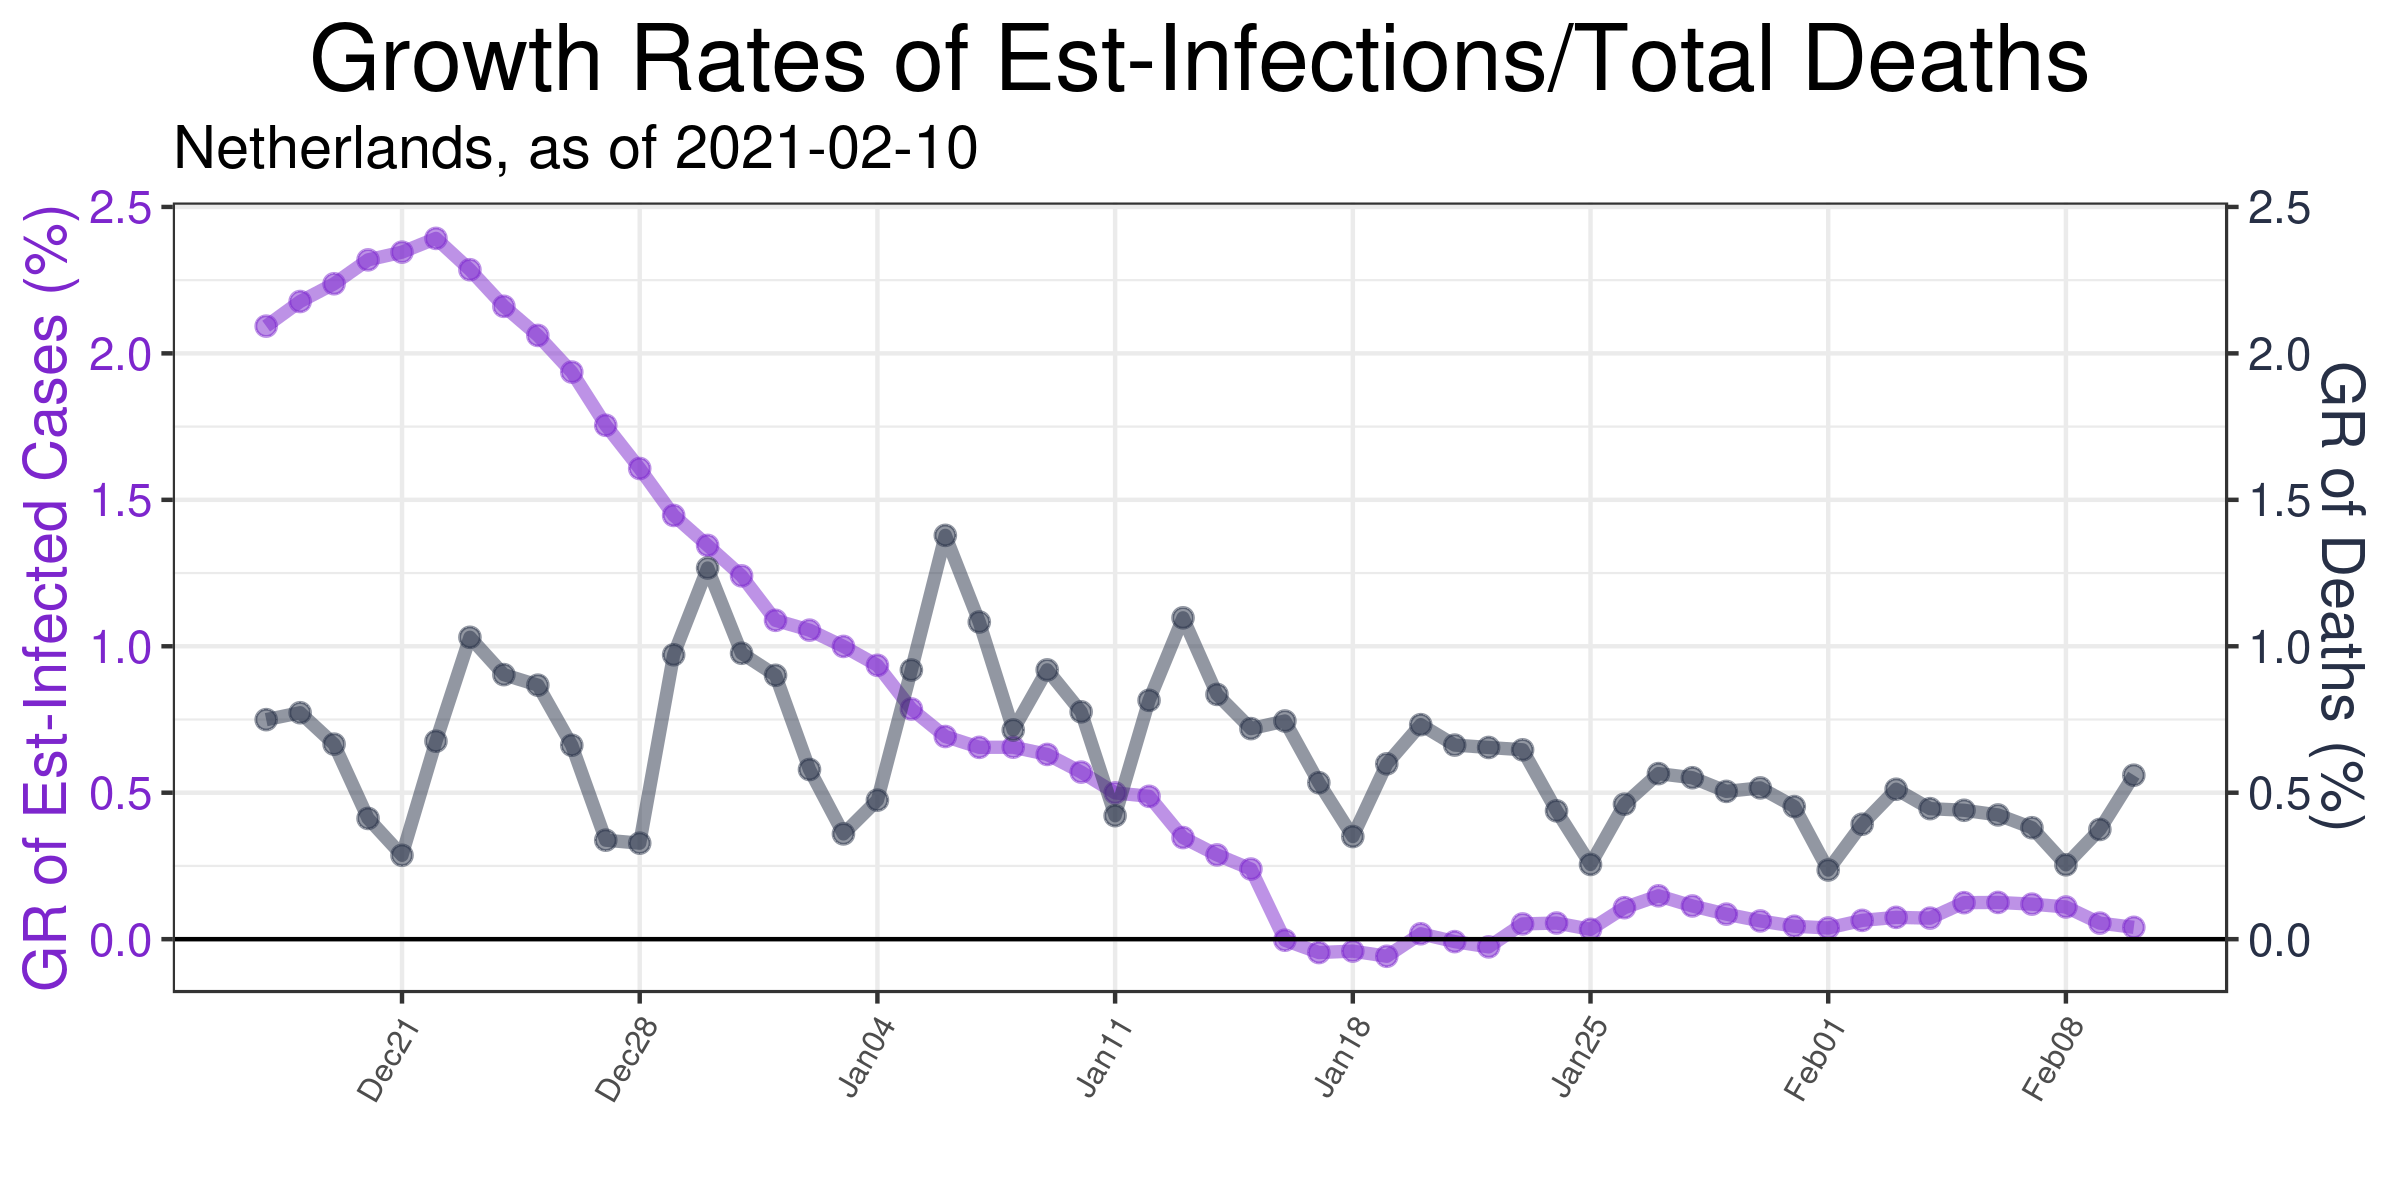 Growth Rates of Est-Infections/Total Deaths
Netherlands, as of 2021-02-10
GR of Est-Infected Cases (%)
2.5
2.0
1.5
1.0
0.5
0.0
2.5
2.0
1.5
1.0
0.5
0.0
GR of Deaths (%)
Dec21
Dec28
Jan04
Jan11
Jan18
Jan25
Feb01
Feb08